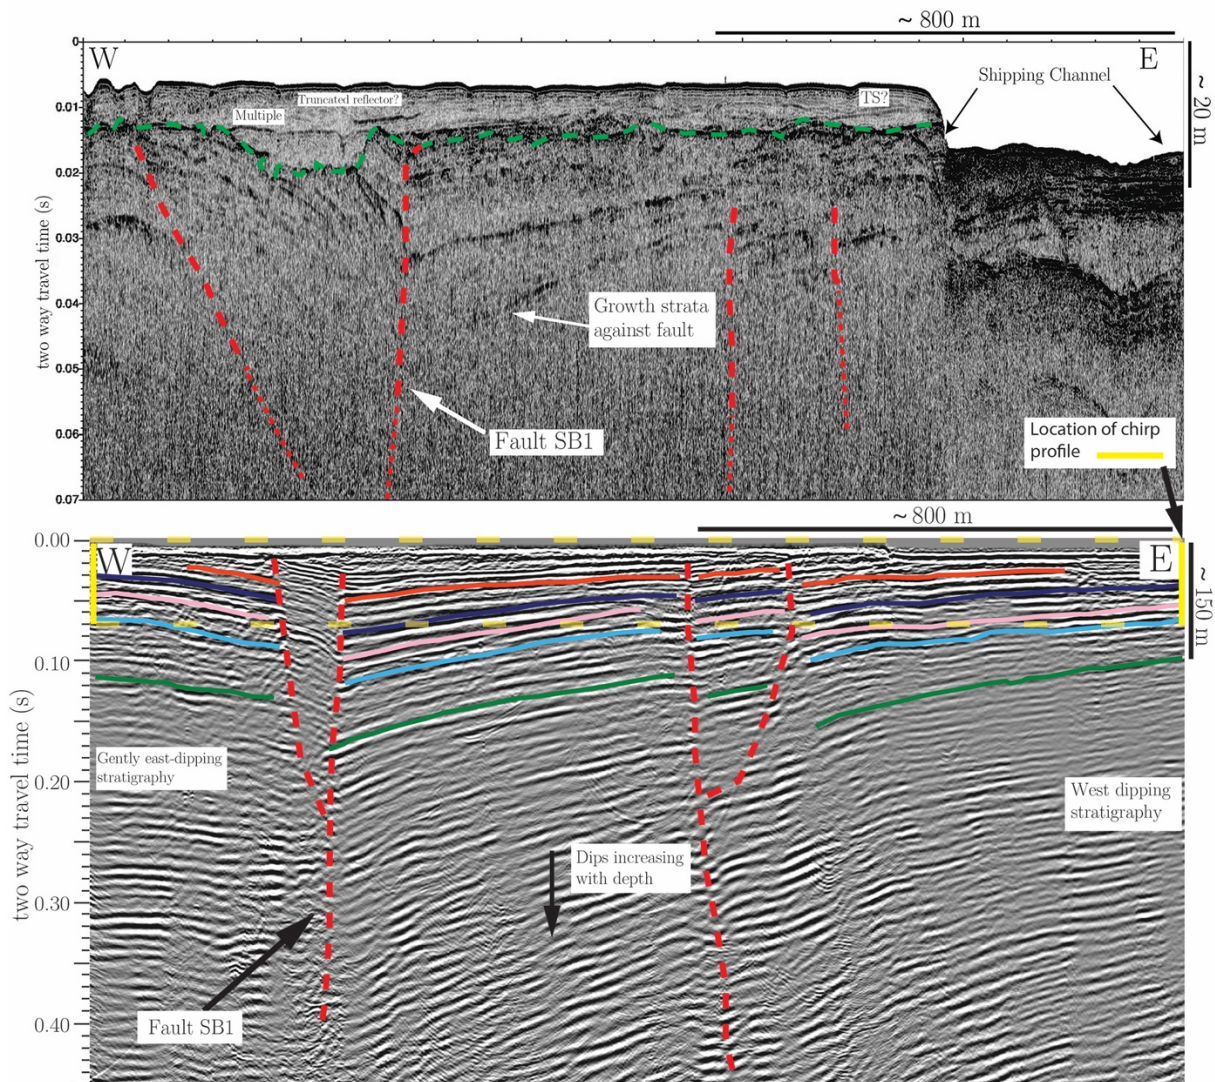 ~ 800 m
0
W
E
Shipping Channel
~ 20 m
0.01
Truncated reflector?
TS?
Multiple
0.02
two way travel time (s)
0.03
0.04
Growth strata
against fault
0.05
0.06
Fault SB1
Location of chirp
profile
0.07
~ 800 m
0.00
W
E
~ 150 m
0.10
two way travel time (s)
Gently east-dipping
stratigraphy
0.20
West dipping
stratigraphy
Dips increasing
with depth
0.30
0.40
Fault SB1